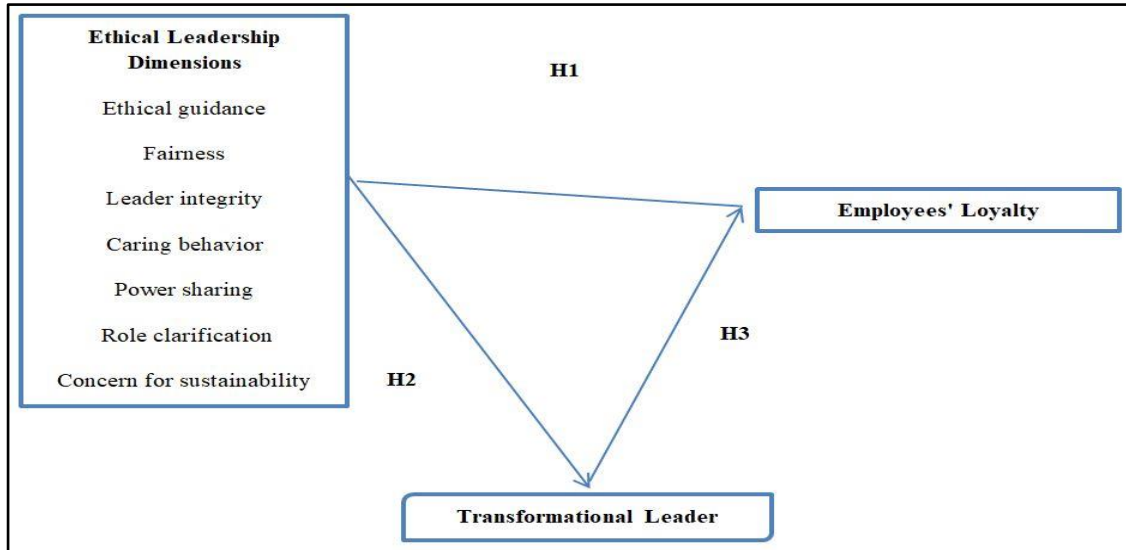 Ethical Leadership
Dimensions
Ethical guidance
Fairness
Leader integrity
Caring behavior
Power sharing
Role clarification
Concern for sustainability
H1
Employees' Loyalty
H3
H2
Transformational Leader